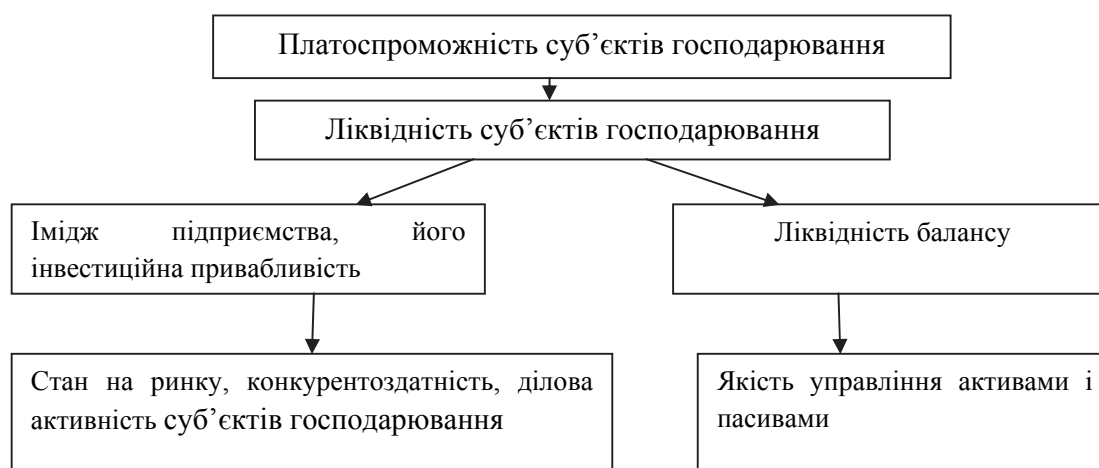 Платоспроможність суб’єктів господарювання
Ліквідність суб’єктів господарювання
Імідж підприємства, його
інвестиційна привабливість
Ліквідність балансу
Стан на ринку, конкурентоздатність, ділова
активність суб’єктів господарювання
Якість управління активами і
пасивами